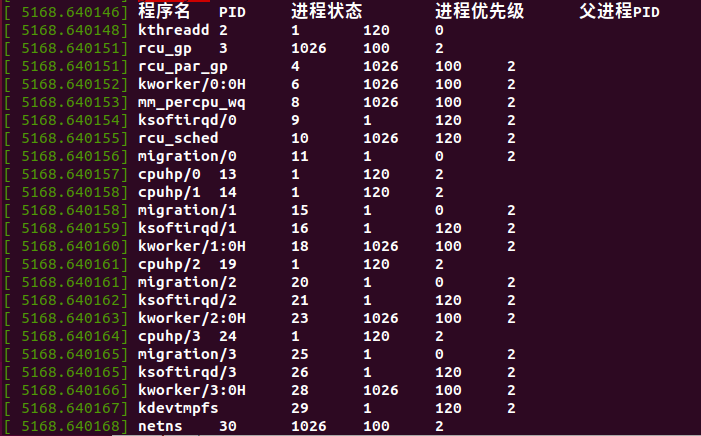 [ 5168.640146] 程序名 PID 进程状态 进程优先级 父进程PID
[ 5168.640148] kthreadd 2 1 120 0
[ 5168.640151] rcu_gp 3 1026 100 2
[ 5168.640151] rcu_par_gp 4 1026 100 2
[ 5168.640152] kworker/0:0H 6 1026 100 2
[ 5168.640153] mm_percpu_wq 8 1026 100 2
[ 5168.640154] ksoftirqd/0 9 1 120 2
[ 5168.640155] rcu_sched 10 1026 120 2
[ 5168.640156] migration/0 11 1 0 2
[ 5168.640157] cpuhp/0 13 1 120 2
[ 5168.640158] cpuhp/1 14 1 120 2
[ 5168.640158] migration/1 15 1 0 2
[ 5168.640159] ksoftirqd/1 16 1 120 2
[ 5168.640160] kworker/1:0H 18 1026 100 2
[ 5168.640161] cpuhp/2 19 1 120 2
[ 5168.640161] migration/2 20 1 0 2
[ 5168.640162] ksoftirqd/2 21 1 120 2
[ 5168.640163] kworker/2:0H 23 1026 100 2
[ 5168.640164] cpuhp/3 24 1 120 2
[ 5168.640165] migration/3 25 1 0 2
[ 5168.640165] ksoftirqd/3 26 1 120 2
[ 5168.640166] kworker/3:0H 28 1026 100 2
[ 5168.640167] kdevtmpfs 29 1 120 2
[ 5168.640168] netns 30 1026 100 2